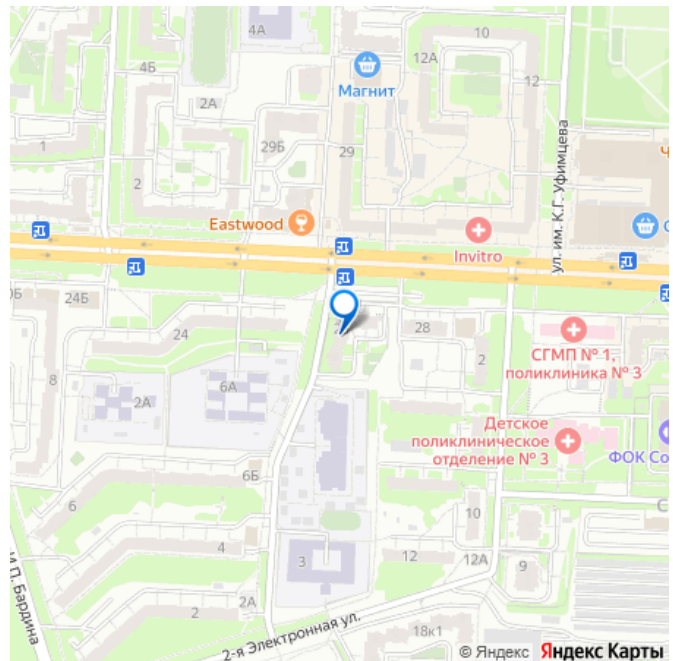 24А
4А
10
4Б
12А
Магнит
12
2А
1
29Б
29
2
ул. им. К.Г. Уфимцева
Eastwood
Invitro
24Б
24
28
8
СГМП № 1,
поликлиника № 3
2
6А
2А
Детское
поликлиническое
отделение № 3
ФОК Со
6Б
6
10
4
3
12
12А
9
И.П. Бардина
2
2А
2-я Электронная ул.
18к1
© Яндекс Яндекс Карты